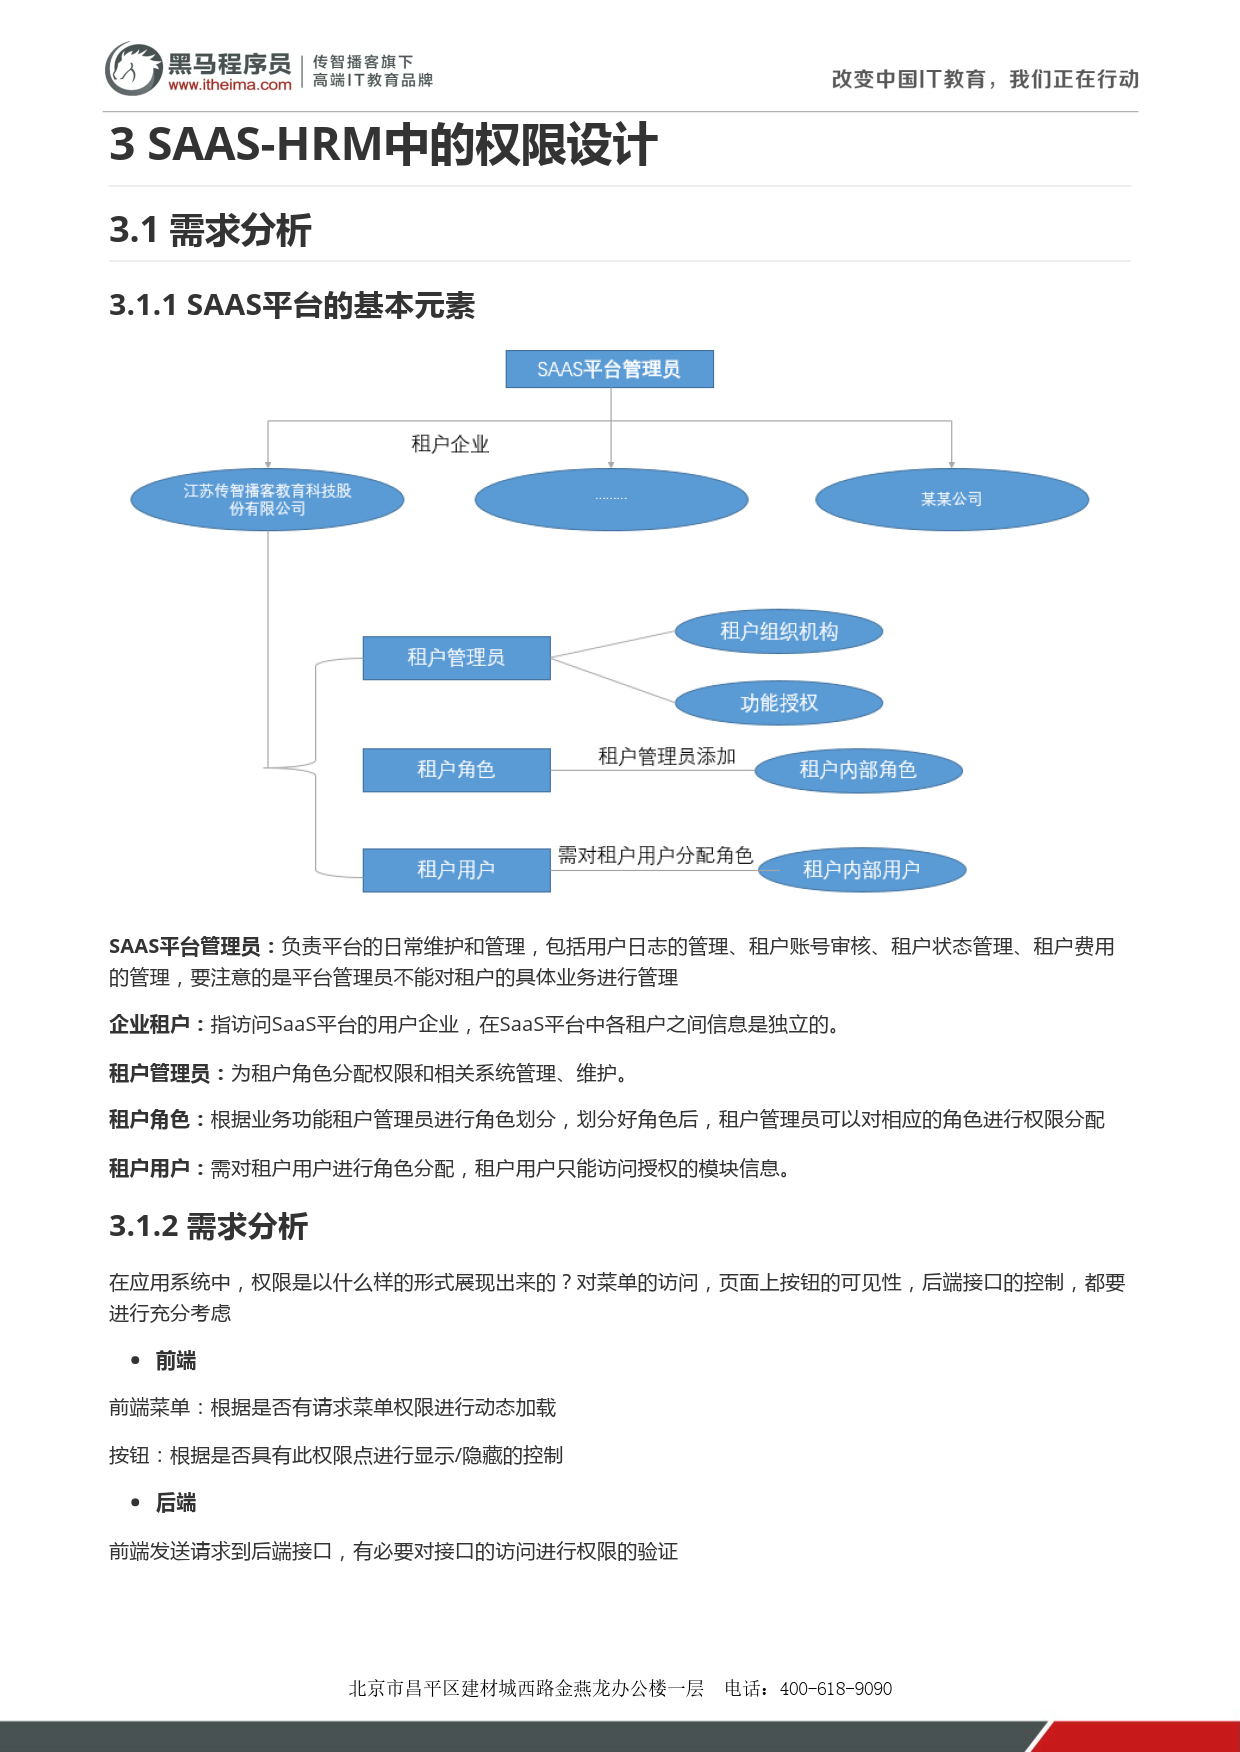 黑马程序员
www.itheima.com
传智播客旗下
高端IT教育品牌
改变中国IT教育，我们正在行动
3 SAAS-HRM中的权限设计
3.1 需求分析
3.1.1 SAAS平台的基本元素
SAAS平台管理员
租户企业
江苏传智播客教育科技股
份有限公司
.........
某某公司
租户管理员
租户组织机构
功能授权
租户角色
租户管理员添加
租户内部角色
租户用户
需对租户用户分配角色
租户内部用户
SAAS平台管理员：负责平台的日常维护和管理，包括用户日志的管理、租户账号审核、租户状态管理、租户费用
的管理，要注意的是平台管理员不能对租户的具体业务进行管理
企业租户：指访问SaaS平台的用户企业，在SaaS平台中各租户之间信息是独立的。
租户管理员：为租户角色分配权限和相关系统管理、维护。
租户角色：根据业务功能租户管理员进行角色划分，划分好角色后，租户管理员可以对相应的角色进行权限分配
租户用户：需对租户用户进行角色分配，租户用户只能访问授权的模块信息。
3.1.2 需求分析
在应用系统中，权限是以什么样的形式展现出来的？对菜单的访问，页面上按钮的可见性，后端接口的控制，都要
进行充分考虑
• 前端
前端菜单：根据是否有请求菜单权限进行动态加载
按钮：根据是否具有此权限点进行显示/隐藏的控制
• 后端
前端发送请求到后端接口，有必要对接口的访问进行权限的验证
北京市昌平区建材城西路金燕龙办公楼一层 电话：400-618-9090